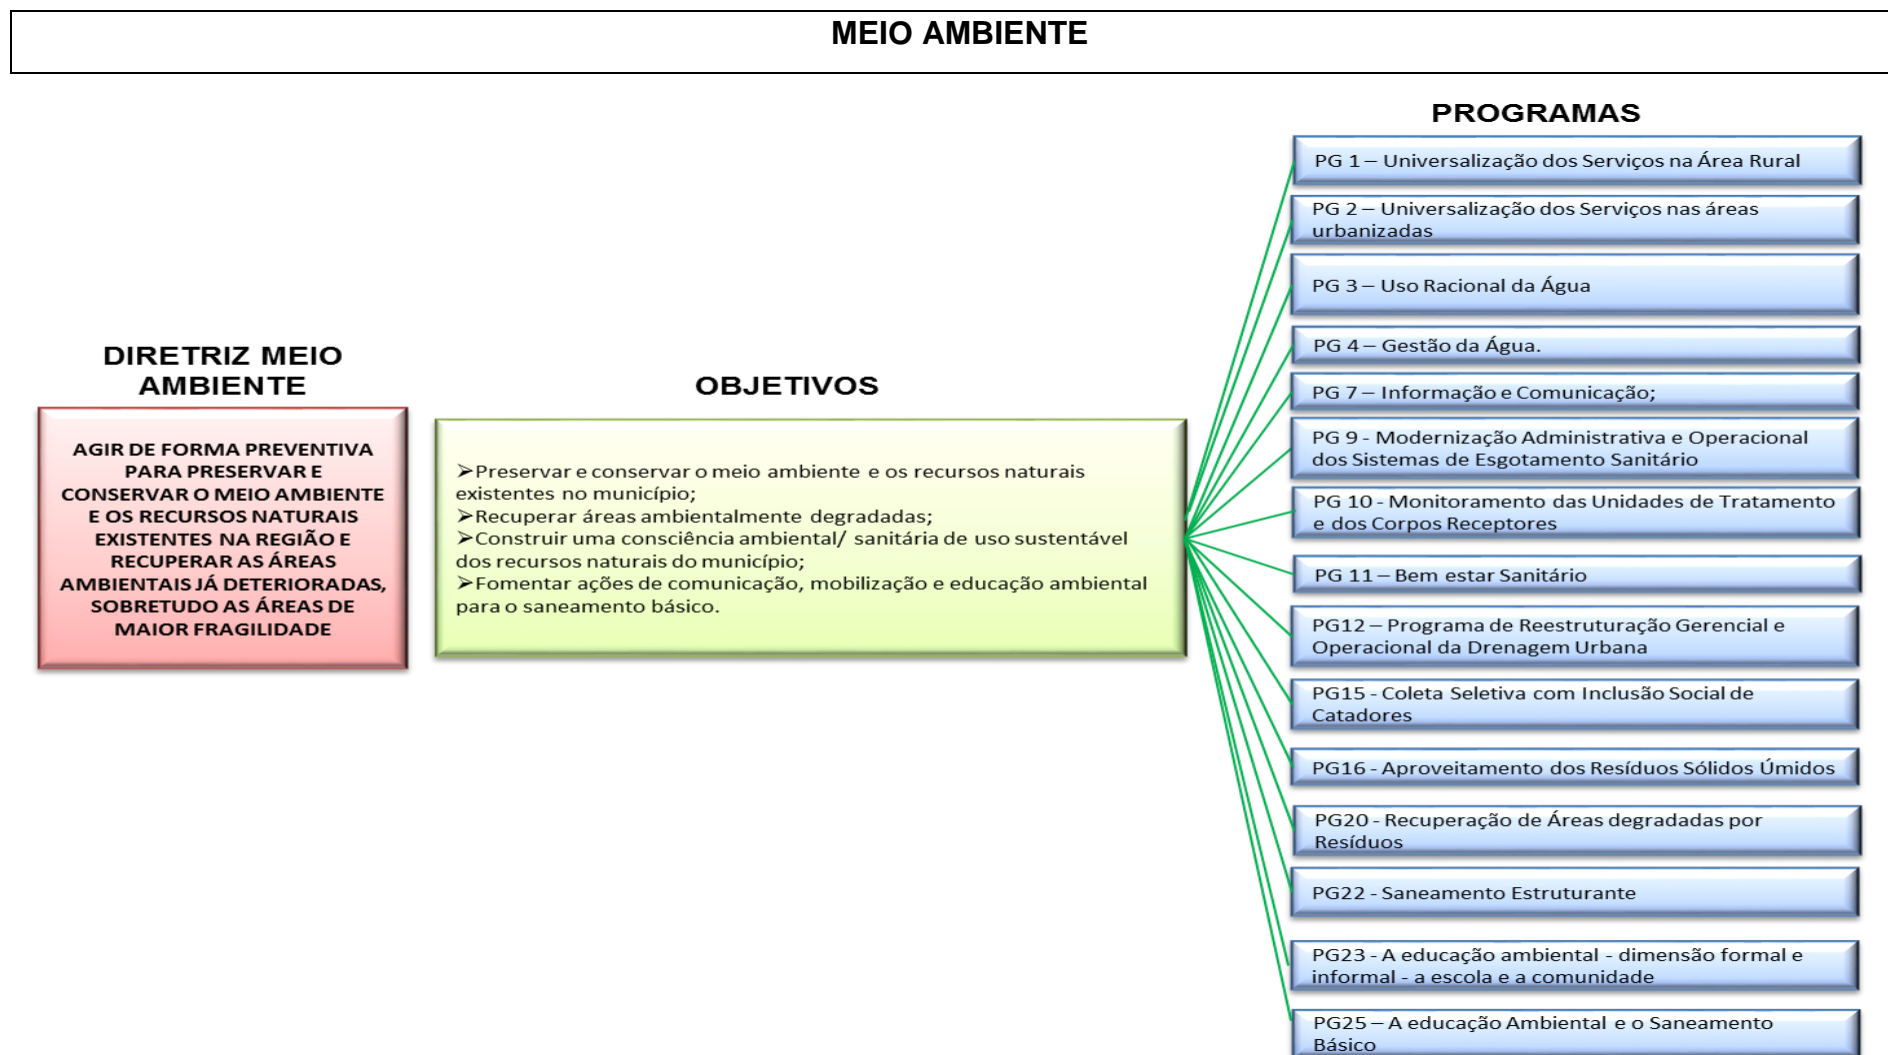 MEIO AMBIENTE
DIRETRIZ MEIO
AMBIENTE
AGIR DE FORMA PREVENTIVA
PARA PRESERVAR E
CONSERVAR O MEIO AMBIENTE
E OS RECURSOS NATURAIS
EXISTENTES NA REGIÃO E
RECUPERAR AS ÁREAS
AMBIENTAIS JÁ DETERIORADAS,
SOBRETUDO AS ÁREAS DE
MAIOR FRAGILIDADE
OBJETIVOS
➢Preservar e conservar o meio ambiente e os recursos naturais
existentes no município;
➢Recuperar áreas ambientalmente degradadas;
➢Construir uma consciência ambiental/ sanitária de uso sustentável
dos recursos naturais do município;
➢Fomentar ações de comunicação, mobilização e educação ambiental
para o saneamento básico.
PROGRAMAS
PG 1 – Universalização dos Serviços na Área Rural
PG 2 – Universalização dos Serviços nas áreas
urbanizadas
PG 3 – Uso Racional da Água
PG 4 – Gestão da Água.
PG 7 – Informação e Comunicação;
PG 9 - Modernização Administrativa e Operacional
dos Sistemas de Esgotamento Sanitário
PG 10 - Monitoramento das Unidades de Tratamento
e dos Corpos Receptores
PG 11 – Bem estar Sanitário
PG12 – Programa de Reestruturação Gerencial e
Operacional da Drenagem Urbana
PG15 - Coleta Seletiva com Inclusão Social de
Catadores
PG16 - Aproveitamento dos Resíduos Sólidos Úmidos
PG20 - Recuperação de Áreas degradadas por
Resíduos
PG22 - Saneamento Estruturante
PG23 - A educação ambiental - dimensão formal e
informal - a escola e a comunidade
PG25 – A educação Ambiental e o Saneamento
Básico